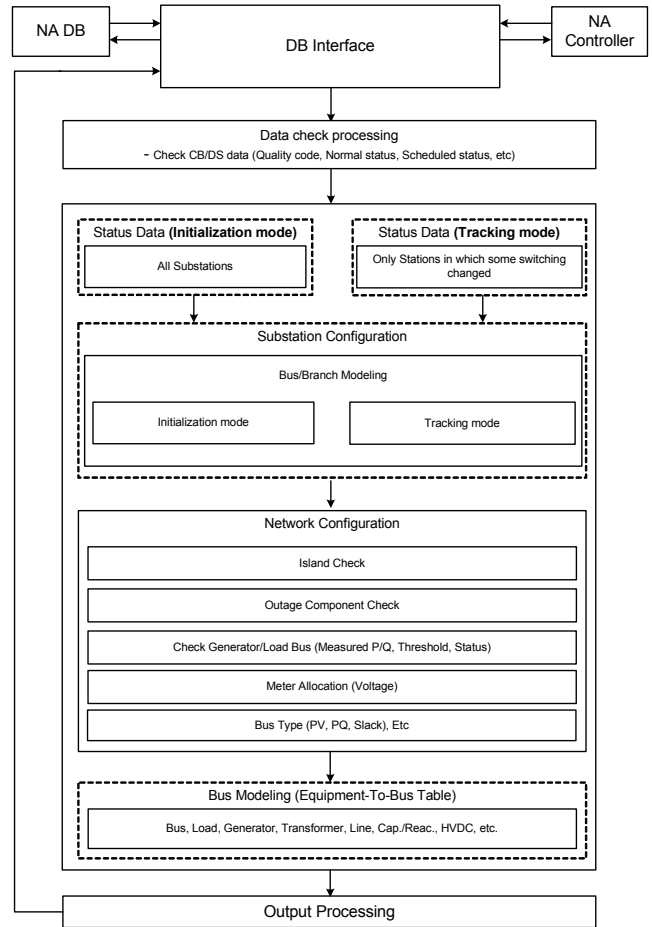 NA DB
DB Interface
NA
Controller
Data check processing
- Check CB/DS data (Quality code, Normal status, Scheduled status, etc)
Status Data (Initialization mode)
All Substations
Status Data (Tracking mode)
Only Stations in which some switching
changed
Substation Configuration
Bus/Branch Modeling
Initialization mode
Tracking mode
Network Configuration
Island Check
Outage Component Check
Check Generator/Load Bus (Measured P/Q, Threshold, Status)
Meter Allocation (Voltage)
Bus Type (PV, PQ, Slack), Etc
Bus Modeling (Equipment-To-Bus Table)
Bus, Load, Generator, Transformer, Line, Cap./Reac., HVDC, etc.
Output Processing